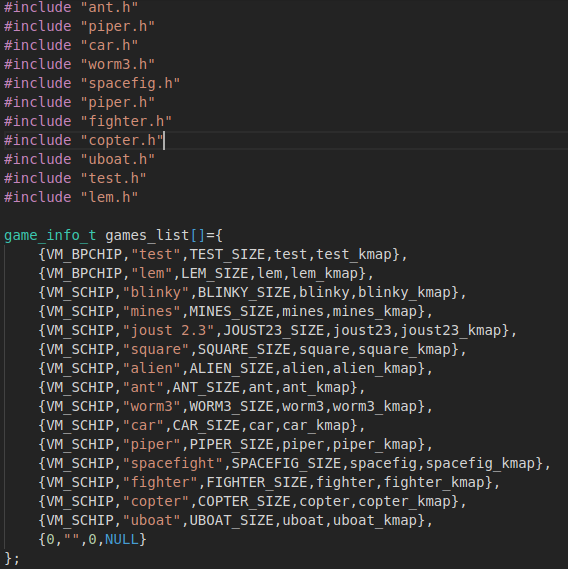 #include "ant.h"
#include "piper.h"
#include "car.h"
#include "worm3.h"
#include "spacefig.h"
#include "piper.h"
#include "fighter.h"
#include "copter.h"
#include "uboat.h"
#include "test.h"
#include "lem.h"
game_info_t games_list[]={
{VM_BPCHIP,"test",TEST_SIZE,test,test_kmap},
{VM_BPCHIP,"lem",LEM_SIZE,lem,lem_kmap},
{VM_SCHIP,"blinky",BLINKY_SIZE,blinky,blinky_kmap},
{VM_SCHIP,"mines",MINES_SIZE,mines,mines_kmap},
{VM_SCHIP,"joust 2.3",JOUST23_SIZE,joust23,joust23_kmap},
{VM_SCHIP,"square",SQUARE_SIZE,square,square_kmap},
{VM_SCHIP,"alien",ALIEN_SIZE,alien,alien_kmap},
{VM_SCHIP,"ant",ANT_SIZE,ant,ant_kmap},
{VM_SCHIP,"worm3",WORM3_SIZE,worm3,worm3_kmap},
{VM_SCHIP,"car",CAR_SIZE,car,car_kmap},
{VM_SCHIP,"piper",PIPER_SIZE,piper,piper_kmap},
{VM_SCHIP,"spacefight",SPACEFIG_SIZE,spacefig,spacefig_kmap},
{VM_SCHIP,"fighter",FIGHTER_SIZE,fighter,fighter_kmap},
{VM_SCHIP,"copter",COPTER_SIZE,copter,copter_kmap},
{VM_SCHIP,"uboat",UBOAT_SIZE,uboat,uboat_kmap},
{0,"",0,NULL}
};